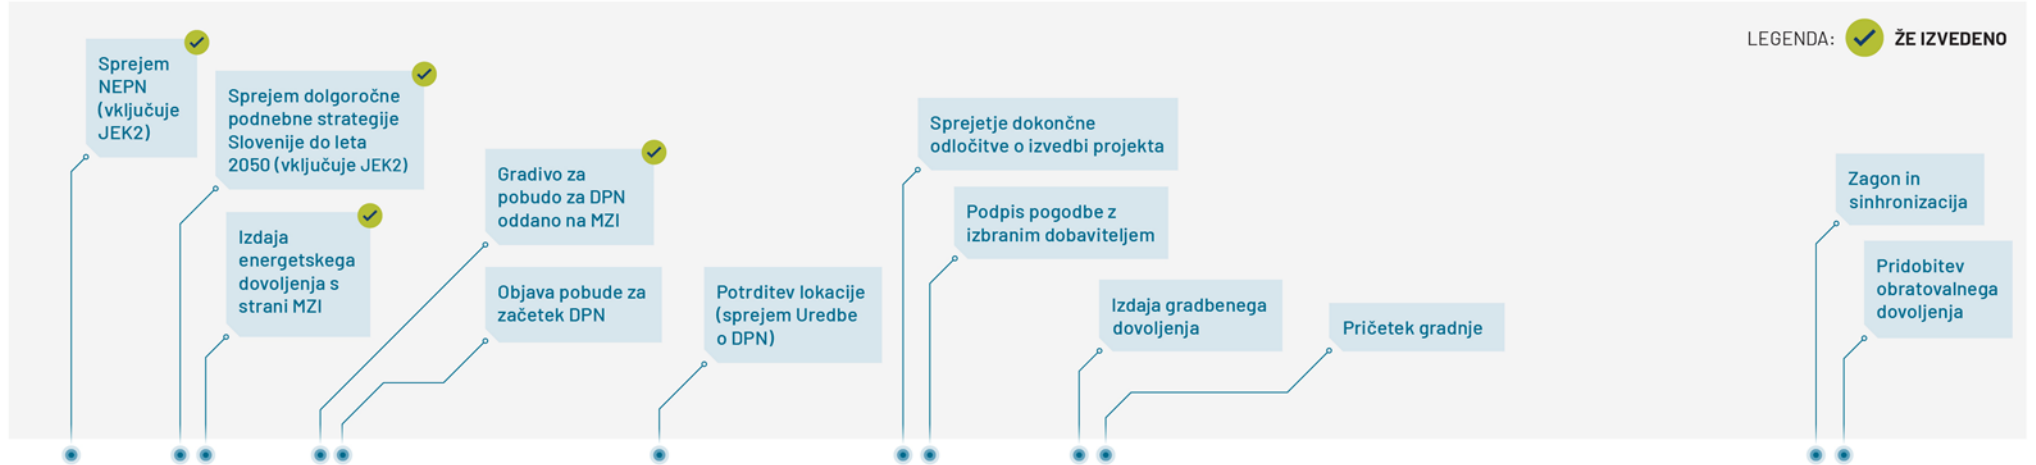 LEGENDA:
ŽE IZVEDENO
Sprejem
NEPN
(vključuje
JEK2)
Sprejem dolgoročne
podnebne strategije
Slovenije do leta
2050 (vključuje JEK2)
Izdaja
energetskega
dovoljenja s
strani MZI
Gradivo za
pobudo za DPN
oddano na MZI
Objava pobude za
začetek DPN
Potrditev lokacije
(sprejem Uredbe
o DPN)
Sprejetje dokončne
odločitve o izvedbi projekta
Podpis pogodbe z
izbranim dobaviteljem
Izdaja gradbenega
dovoljenja
Pričetek gradnje
Zagon in
sinhronizacija
Pridobitev
obratovalnega
dovoljenja